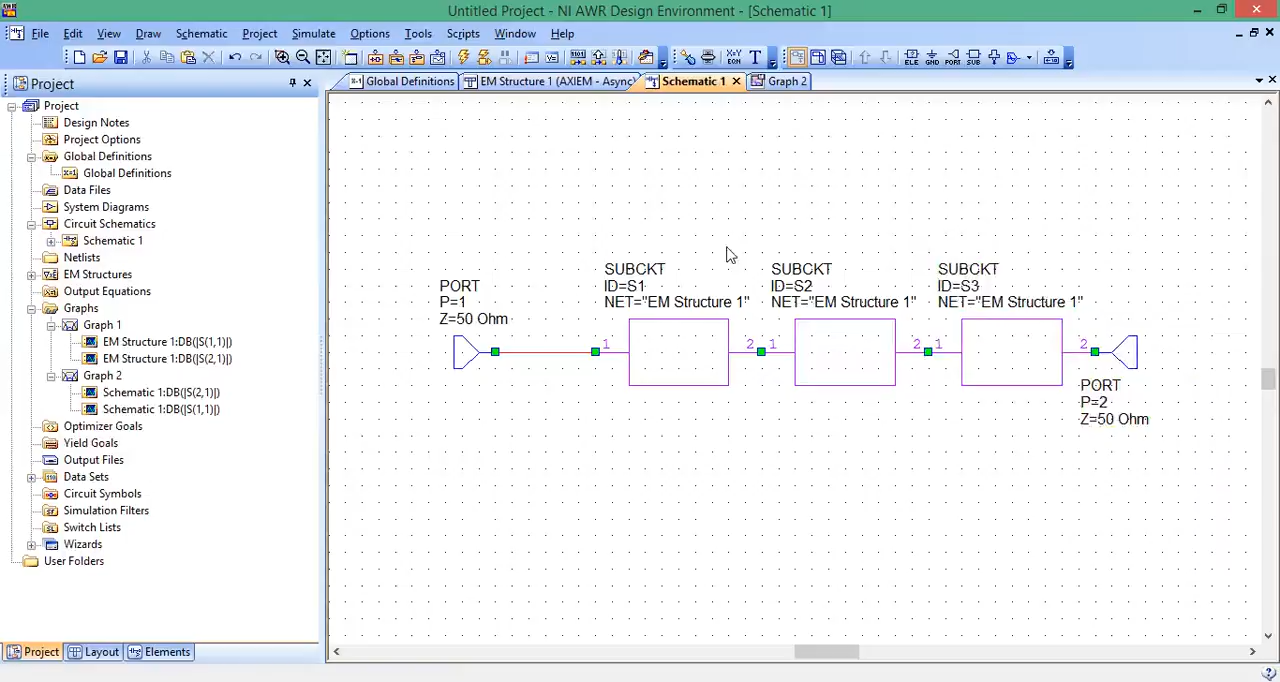 Untitled Project - NI AWR Design Environment - [Schematic 1]
File Edit View Draw Schematic Project Simulate Options Tools Scripts Window Help
X=Y
EQN
T
ELE GND PORT SUB
Project
Global Definitions EM Structure 1 (AXIEM - Async Schematic 1 Graph 2
Project
Design Notes
Project Options
Global Definitions
Global Definitions
Data Files
System Diagrams
Circuit Schematics
Schematic 1
Netlists
EM Structures
Output Equations
Graphs
Graph 1
EM Structure 1:DB(|S(1,1)|)
EM Structure 1:DB(|S(2,1)|)
Graph 2
Schematic 1:DB(|S(2,1)|)
Schematic 1:DB(|S(1,1)|)
Optimizer Goals
Yield Goals
Output Files
Data Sets
Circuit Symbols
Simulation Filters
Switch Lists
Wizards
User Folders
PORT
P=1
Z=50 Ohm
SUBCKT
ID=S1
NET="EM Structure 1"
1 2
SUBCKT
ID=S2
NET="EM Structure 1"
1 2
SUBCKT
ID=S3
NET="EM Structure 1"
1 2
PORT
P=2
Z=50 Ohm
Project Layout Elements